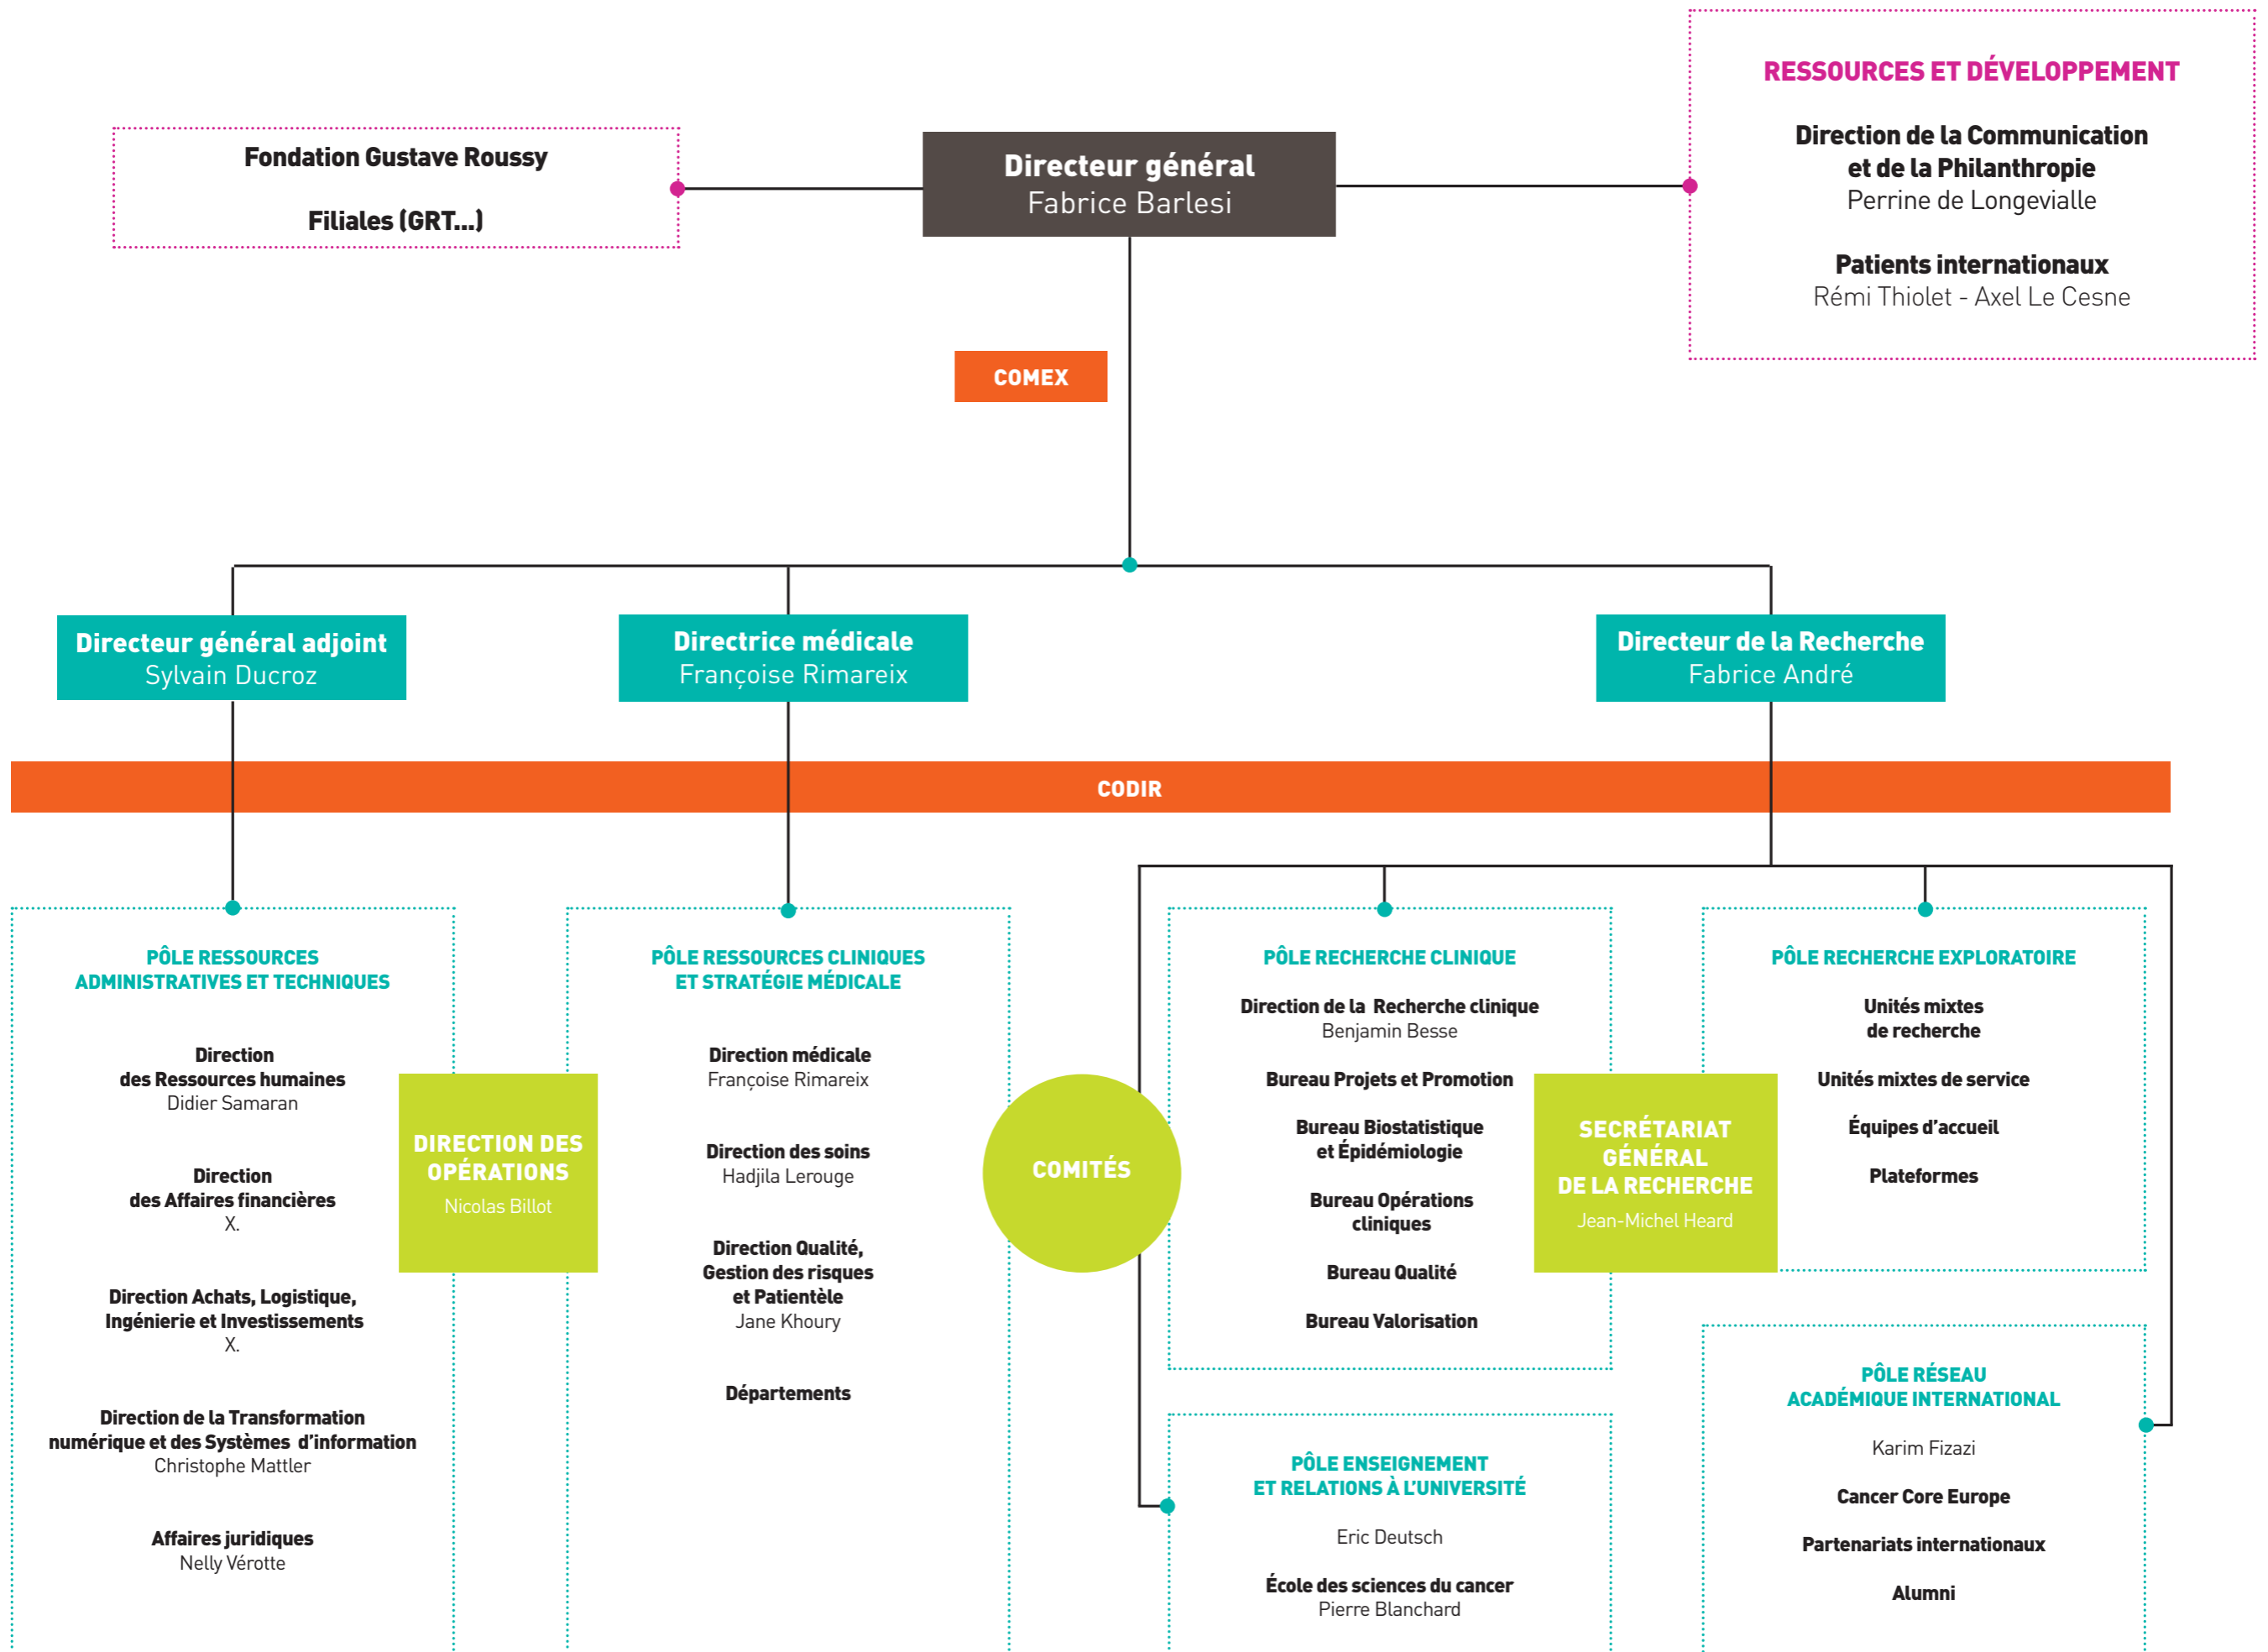 RESSOURCES ET DÉVELOPPEMENT
Direction de la Communication
et de la Philanthropie
Perrine de Longevialle
Patients internationaux
Rémi Thiolet - Axel Le Cesne
Fondation Gustave Roussy
Filiales (GRT...)
Directeur général
Fabrice Barlesi
COMEX
Directeur général adjoint
Sylvain Ducroz
Directrice médicale
Françoise Rimareix
Directeur de la Recherche
Fabrice André
CODIR
PÔLE RESSOURCES
ADMINISTRATIVES ET TECHNIQUES
Direction
des Ressources humaines
Didier Samaran
Direction
des Affaires financières
X.
Direction Achats, Logistique,
Ingénierie et Investissements
X.
Direction de la Transformation
numérique et des Systèmes d'information
Christophe Mattler
Affaires juridiques
Nelly Vérotte
DIRECTION DES
OPÉRATIONS
Nicolas Billot
PÔLE RESSOURCES CLINIQUES
ET STRATÉGIE MÉDICALE
Direction médicale
Françoise Rimareix
Direction des soins
Hadjila Lerouge
Direction Qualité,
Gestion des risques
et Patientèle
Jane Khoury
Départements
COMITÉS
PÔLE RECHERCHE CLINIQUE
Direction de la Recherche clinique
Benjamin Besse
Bureau Projets et Promotion
Bureau Biostatistique
et Épidémiologie
Bureau Opérations
cliniques
Bureau Qualité
Bureau Valorisation
SECRÉTARIAT
GÉNÉRAL
DE LA RECHERCHE
Jean-Michel Heard
PÔLE RECHERCHE EXPLORATOIRE
Unités mixtes
de recherche
Unités mixtes de service
Équipes d'accueil
Plateformes
PÔLE ENSEIGNEMENT
ET RELATIONS À L'UNIVERSITÉ
Eric Deutsch
École des sciences du cancer
Pierre Blanchard
PÔLE RÉSEAU
ACADÉMIQUE INTERNATIONAL
Karim Fizazi
Cancer Core Europe
Partenariats internationaux
Alumni